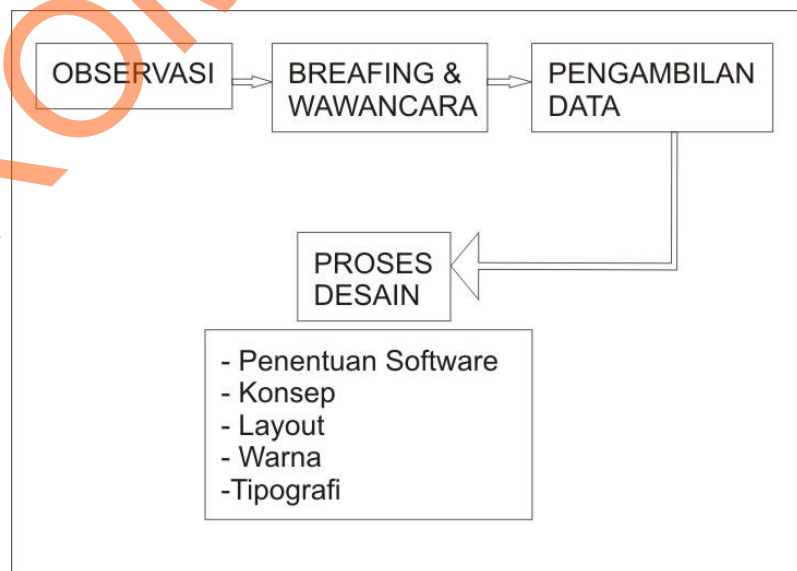 OBSERVASI
BREAFING &
WAWANCARA
PENGAMBILAN
DATA
PROSES
DESAIN
- Penentuan Software
- Konsep
- Layout
- Warna
-Tipografi